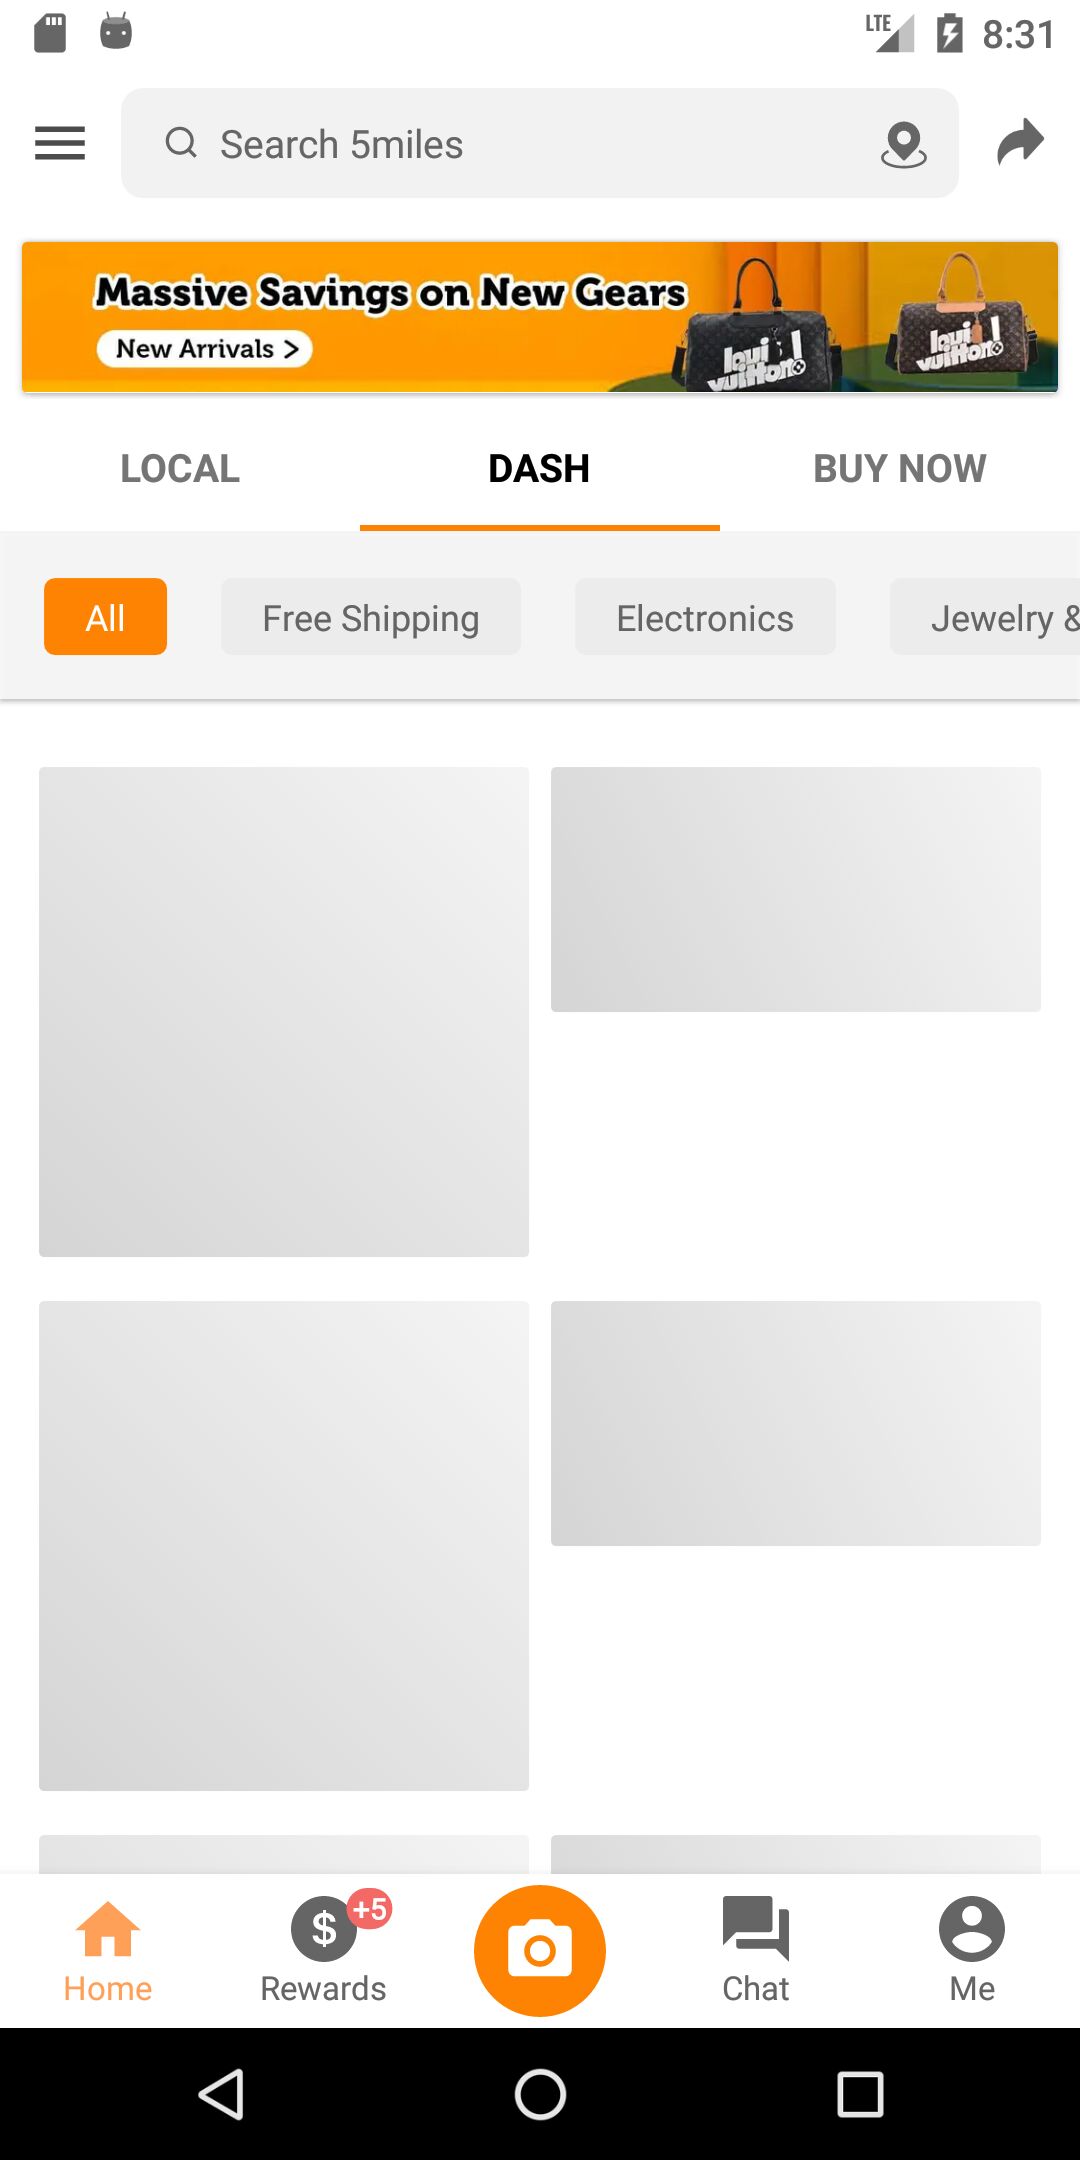 LTE 8:31
Search 5miles
Massive Savings on New Gears
New Arrivals >
louis
vuitton
louis
vuitton
LOCAL DASH BUY NOW
All Free Shipping Electronics Jewelry &
+5
Home Rewards Chat Me